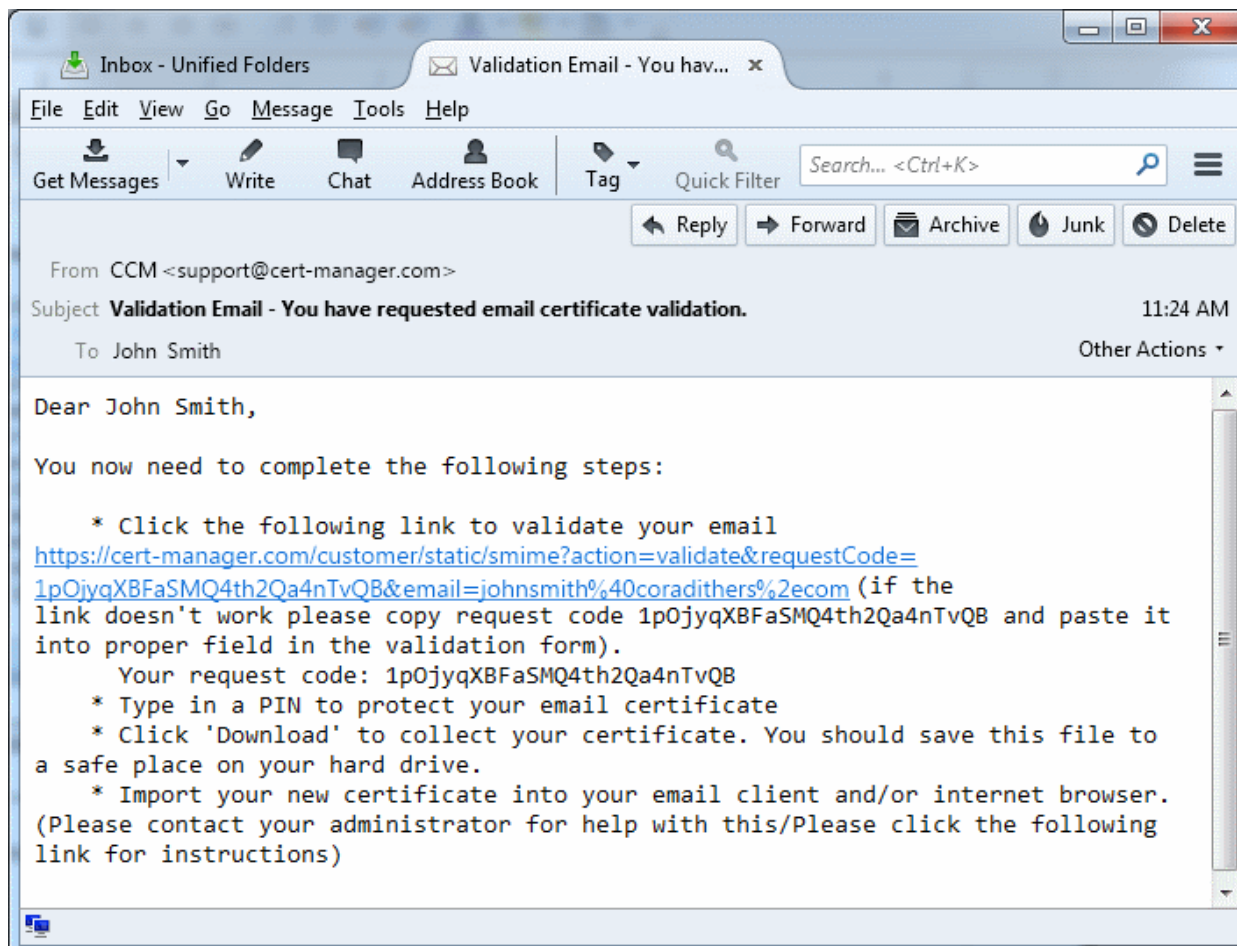 Inbox - Unified Folders
Validation Email - You hav...
File Edit View Go Message Tools Help
Get Messages Write Chat Address Book Tag Quick Filter Search... <Ctrl+K>
Reply Forward Archive Junk Delete
From CCM <support@cert-manager.com>
Subject Validation Email - You have requested email certificate validation. 11:24 AM
To John Smith Other Actions
Dear John Smith,
You now need to complete the following steps:
* Click the following link to validate your email
https://cert-manager.com/customer/static/smime?action=validate&requestCode=
1pOjyqXBFaSMQ4th2Qa4nTvQB&email=johnsmith%40coradithers%2ecom (if the
link doesn't work please copy request code 1pOjyqXBFaSMQ4th2Qa4nTvQB and paste it
into proper field in the validation form).
Your request code: 1pOjyqXBFaSMQ4th2Qa4nTvQB
* Type in a PIN to protect your email certificate
* Click 'Download' to collect your certificate. You should save this file to
a safe place on your hard drive.
* Import your new certificate into your email client and/or internet browser.
(Please contact your administrator for help with this/Please click the following
link for instructions)